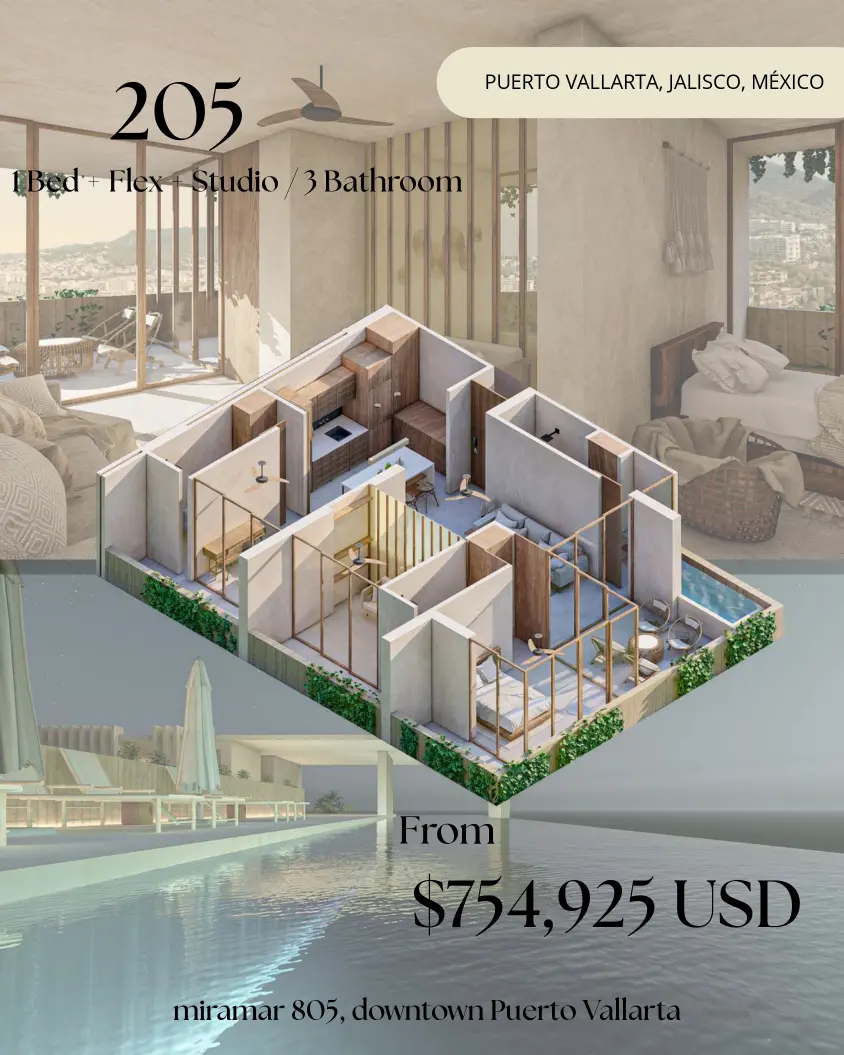 PUERTO VALLARTA, JALISCO, MÉXICO
205
1 Bed + Flex + Studio / 3 Bathroom
From
$754,925 USD
miramar 805, downtown Puerto Vallarta